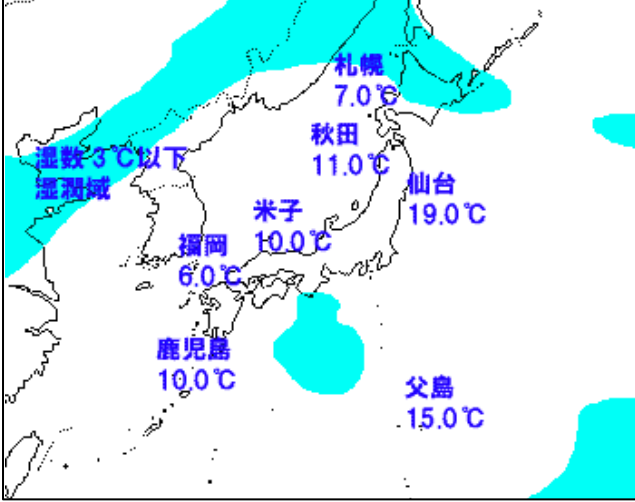 札幌
7.0℃
秋田
11.0℃
湿数 3℃以下
湿潤域
仙台
19.0℃
米子
10.0℃
福岡
6.0℃
鹿児島
10.0℃
父島
15.0℃